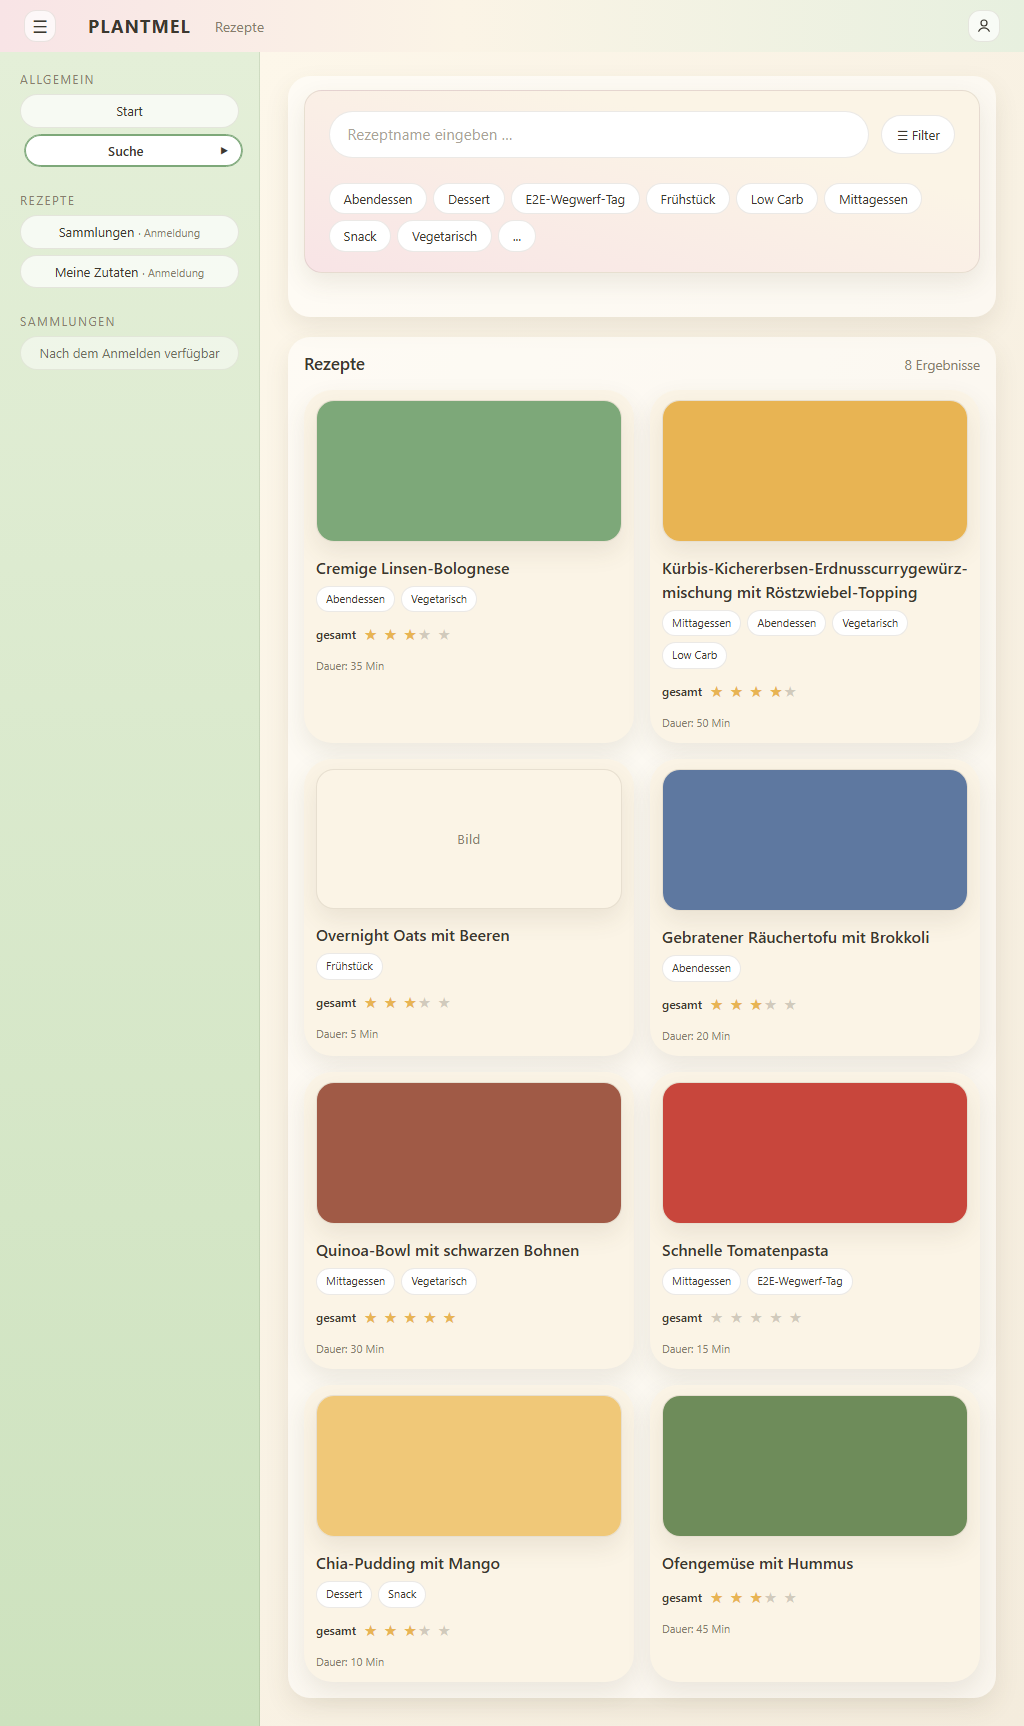 ☰ PLANTMEL Rezepte
ALLGEMEIN
Start
Suche ▸
REZEPTE
Sammlungen · Anmeldung
Meine Zutaten · Anmeldung
SAMMLUNGEN
Nach dem Anmelden verfügbar
Rezeptname eingeben ...
☰ Filter
Abendessen Dessert E2E-Wegwerf-Tag Frühstück Low Carb Mittagessen
Snack Vegetarisch ...
Rezepte 8 Ergebnisse
Cremige Linsen-Bolognese
Abendessen Vegetarisch
gesamt ★ ★ ★ ★ ★
Dauer: 35 Min
Kürbis-Kichererbsen-Erdnusscurrygewürz-
mischung mit Röstzwiebel-Topping
Mittagessen Abendessen Vegetarisch
Low Carb
gesamt ★ ★ ★ ★ ★
Dauer: 50 Min
Bild
Overnight Oats mit Beeren
Frühstück
gesamt ★ ★ ★ ★ ★
Dauer: 5 Min
Gebratener Räuchertofu mit Brokkoli
Abendessen
gesamt ★ ★ ★ ★ ★
Dauer: 20 Min
Quinoa-Bowl mit schwarzen Bohnen
Mittagessen Vegetarisch
gesamt ★ ★ ★ ★ ★
Dauer: 30 Min
Schnelle Tomatenpasta
Mittagessen E2E-Wegwerf-Tag
gesamt ★ ★ ★ ★ ★
Dauer: 15 Min
Chia-Pudding mit Mango
Dessert Snack
gesamt ★ ★ ★ ★ ★
Dauer: 10 Min
Ofengemüse mit Hummus
gesamt ★ ★ ★ ★ ★
Dauer: 45 Min